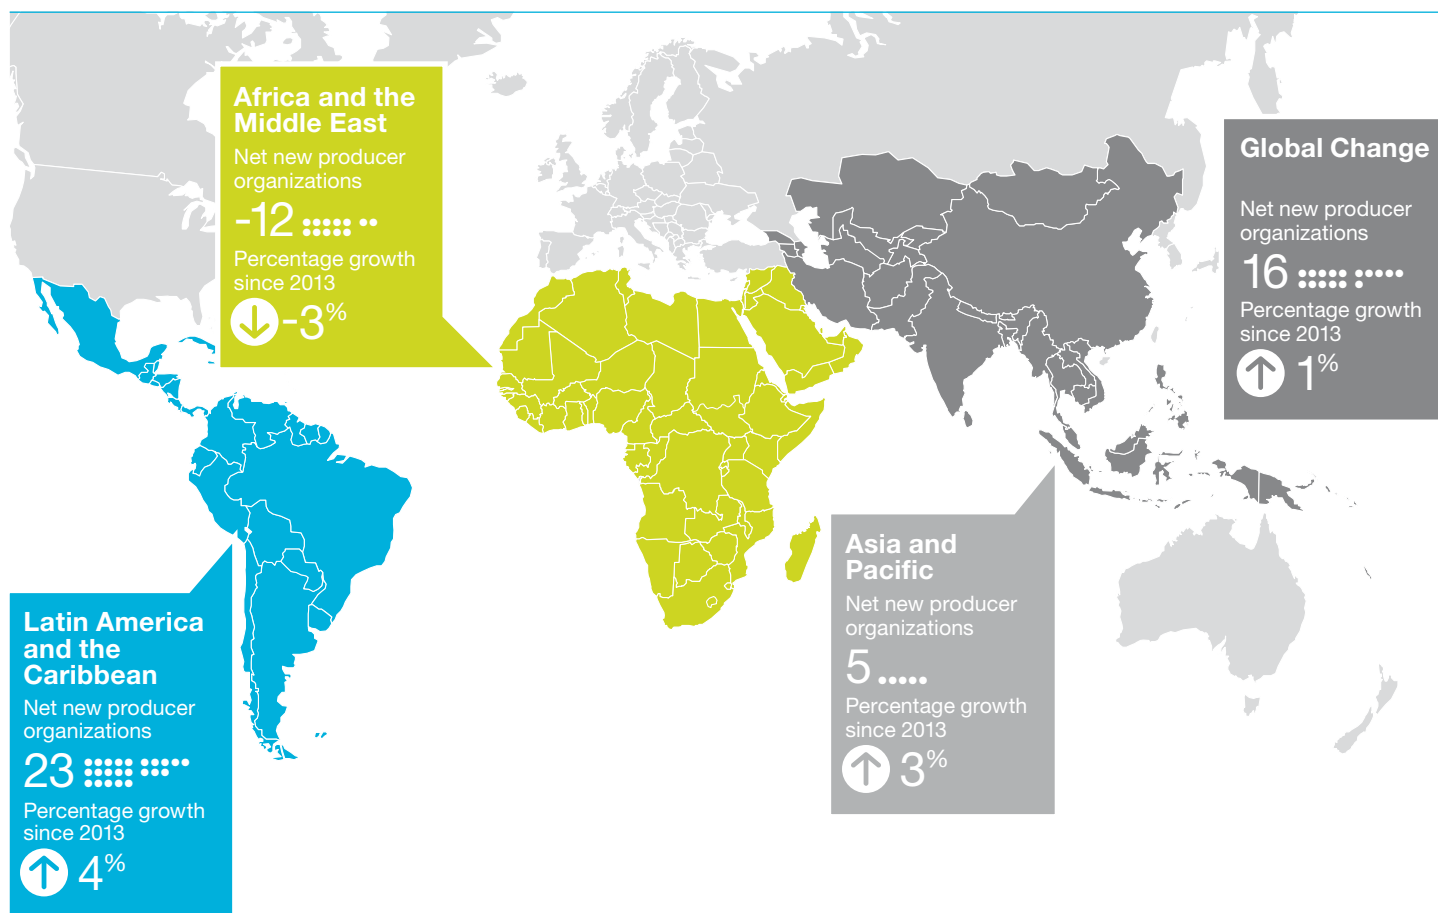 Africa and the
Middle East
Net new producer
organizations
-12
Percentage growth
since 2013
-3%
Global Change
Net new producer
organizations
16
Percentage growth
since 2013
1%
Asia and
Pacific
Net new producer
organizations
5
Percentage growth
since 2013
3%
Latin America
and the
Caribbean
Net new producer
organizations
23
Percentage growth
since 2013
4%